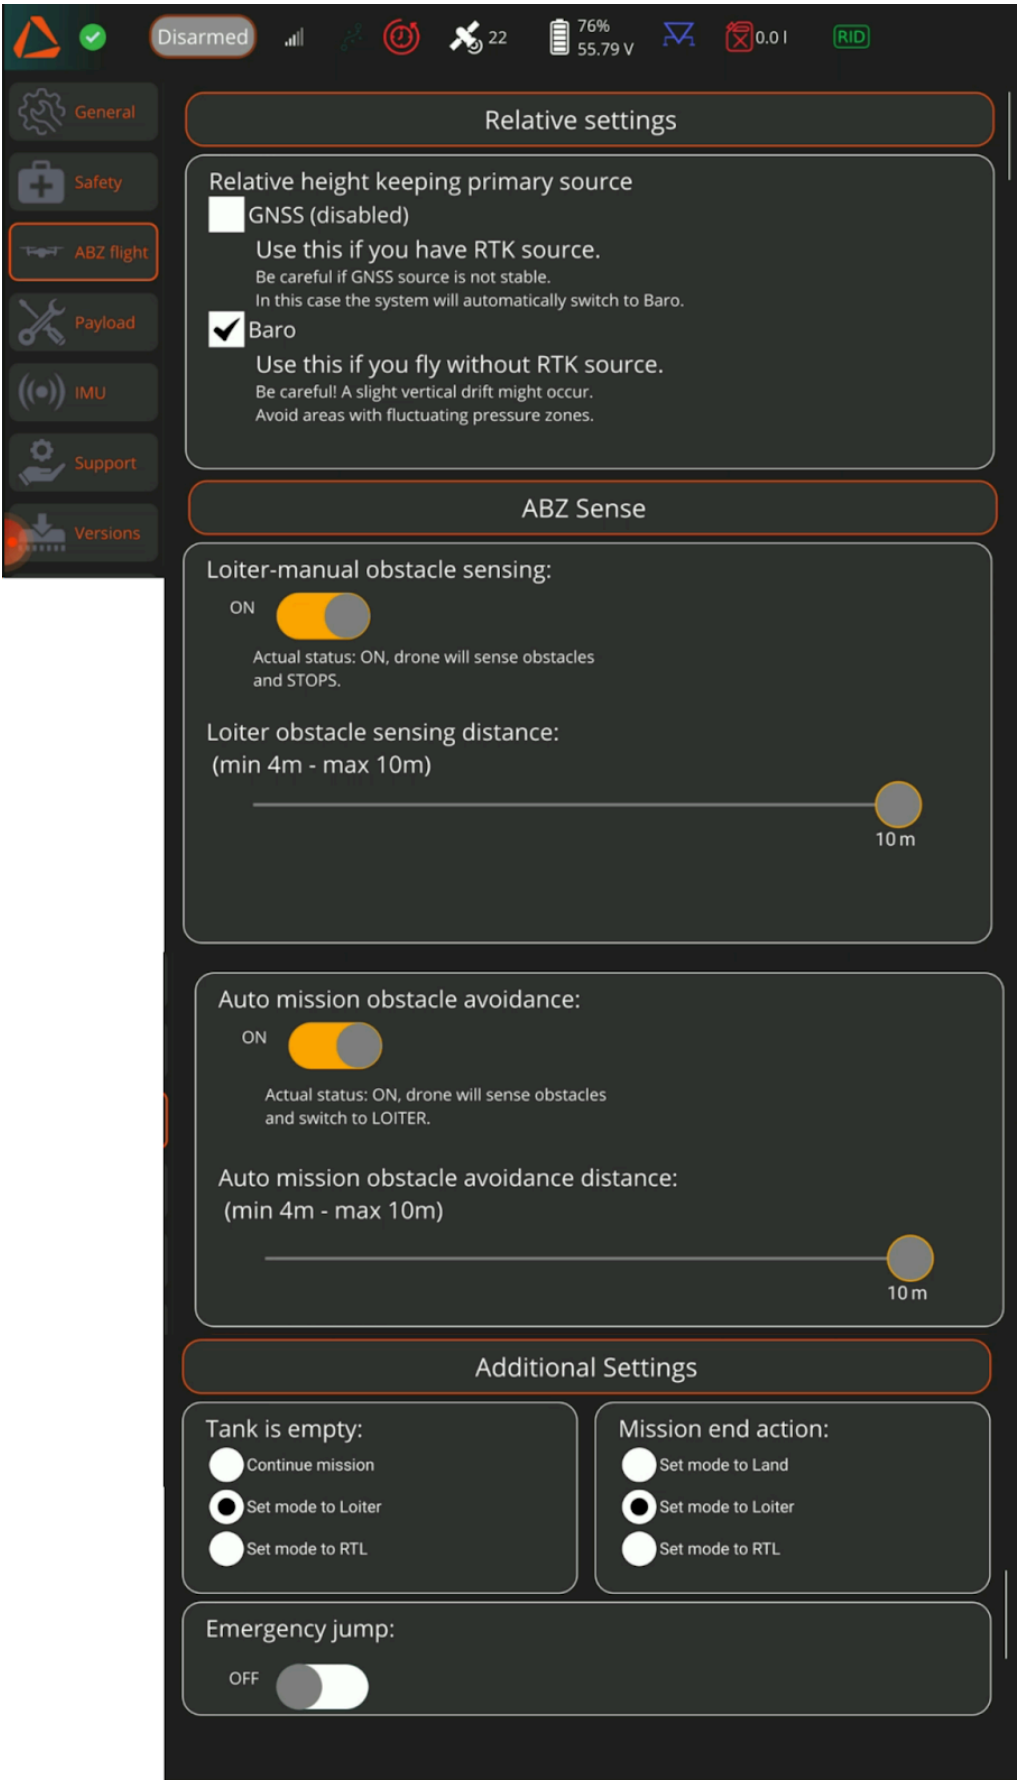 Disarmed
22
76%
55.79 V
0.0 l
RID
General
Safety
ABZ flight
Payload
IMU
Support
Versions
Relative settings
Relative height keeping primary source
GNSS (disabled)
Use this if you have RTK source.
Be careful if GNSS source is not stable.
In this case the system will automatically switch to Baro.
Baro
Use this if you fly without RTK source.
Be careful! A slight vertical drift might occur.
Avoid areas with fluctuating pressure zones.
ABZ Sense
Loiter-manual obstacle sensing:
ON
Actual status: ON, drone will sense obstacles
and STOPS.
Loiter obstacle sensing distance:
(min 4m - max 10m)
10 m
Auto mission obstacle avoidance:
ON
Actual status: ON, drone will sense obstacles
and switch to LOITER.
Auto mission obstacle avoidance distance:
(min 4m - max 10m)
10 m
Additional Settings
Tank is empty:
Continue mission
Set mode to Loiter
Set mode to RTL
Mission end action:
Set mode to Land
Set mode to Loiter
Set mode to RTL
Emergency jump:
OFF